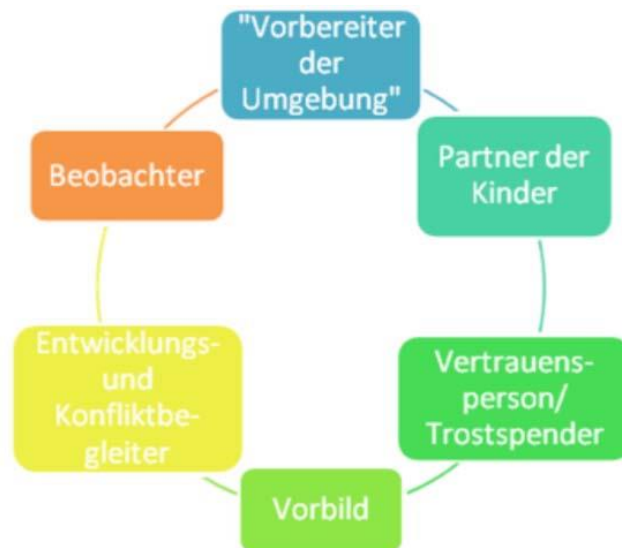 "Vorbereiter
der
Umgebung"
Partner der
Kinder
Vertrauens-
person/
Trostspender
Vorbild
Entwicklungs-
und
Konfliktbe-
gleiter
Beobachter